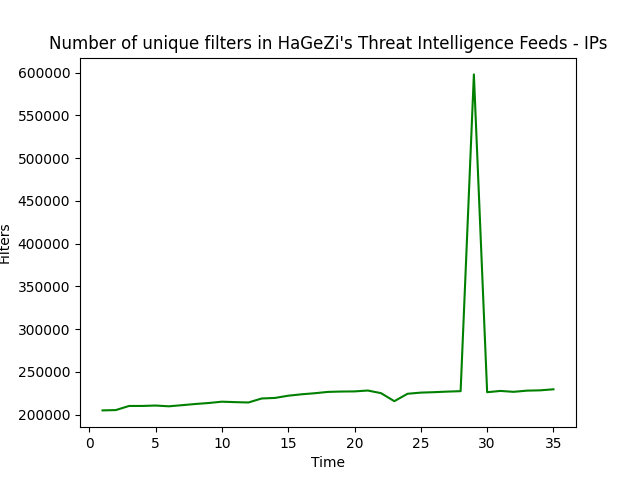 Number of unique filters in HaGeZi's Threat Intelligence Feeds - IPs
600000
550000
500000
450000
400000
350000
300000
250000
200000
Filters
0 5 10 15 20 25 30 35
Time